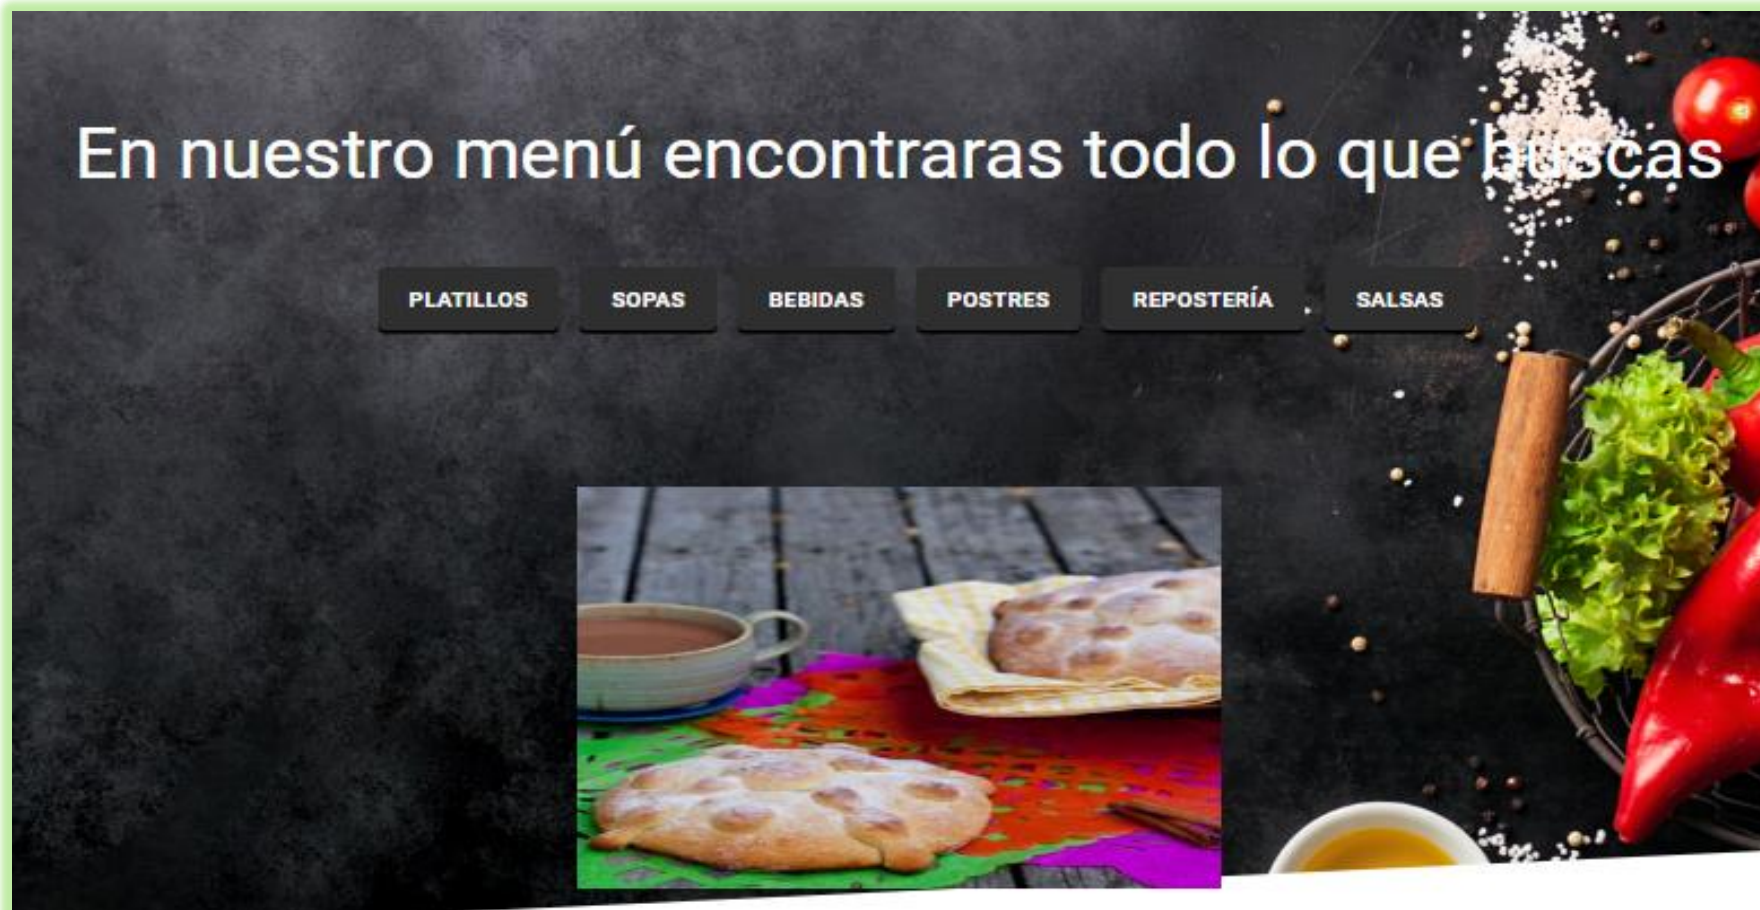 En nuestro menú encontraras todo lo que buscas
PLATILLOS SOPAS BEBIDAS POSTRES REPOSTERÍA SALSAS